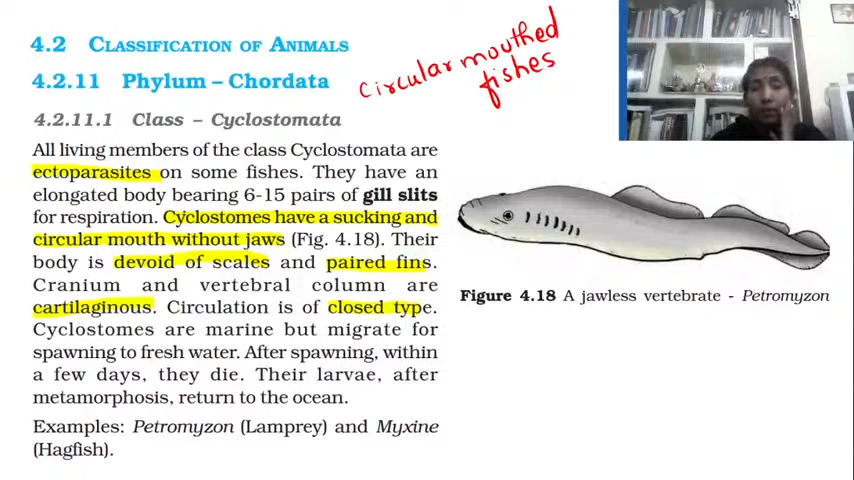 4.2 CLASSIFICATION OF ANIMALS
4.2.11 Phylum – Chordata
circular mouthed
fishes
4.2.11.1 Class – Cyclostomata
All living members of the class Cyclostomata are
ectoparasites on some fishes. They have an
elongated body bearing 6-15 pairs of gill slits
for respiration. Cyclostomes have a sucking and
circular mouth without jaws (Fig. 4.18). Their
body is devoid of scales and paired fins.
Cranium and vertebral column are
cartilaginous. Circulation is of closed type.
Cyclostomes are marine but migrate for
spawning to fresh water. After spawning, within
a few days, they die. Their larvae, after
metamorphosis, return to the ocean.
Examples: Petromyzon (Lamprey) and Myxine
(Hagfish).
Figure 4.18 A jawless vertebrate - Petromyzon